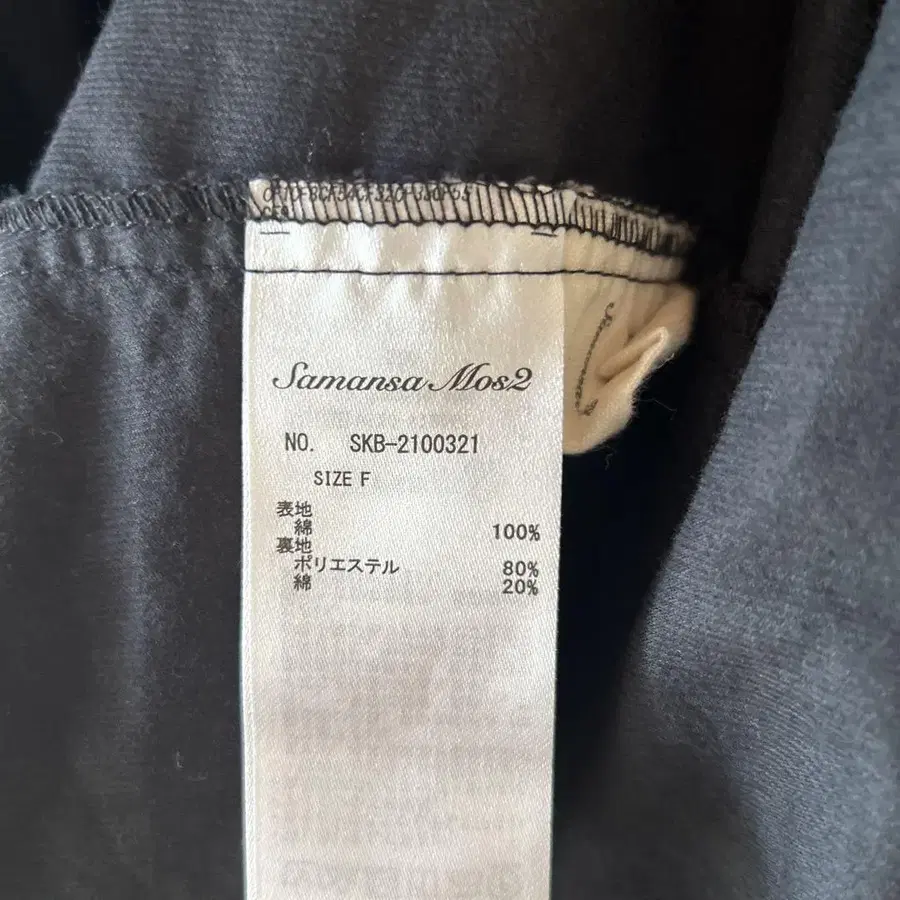 Samansa Mos2
NO. SKB-2100321
SIZE F
表地
綿 100%
裏地
ポリエステル 80%
綿 20%